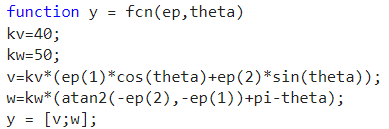 function y = fcn(ep,theta)
kv=40;
kw=50;
v=kv*(ep(1)*cos(theta)+ep(2)*sin(theta));
w=kw*(atan2(-ep(2),-ep(1))+pi-theta);
y = [v;w];